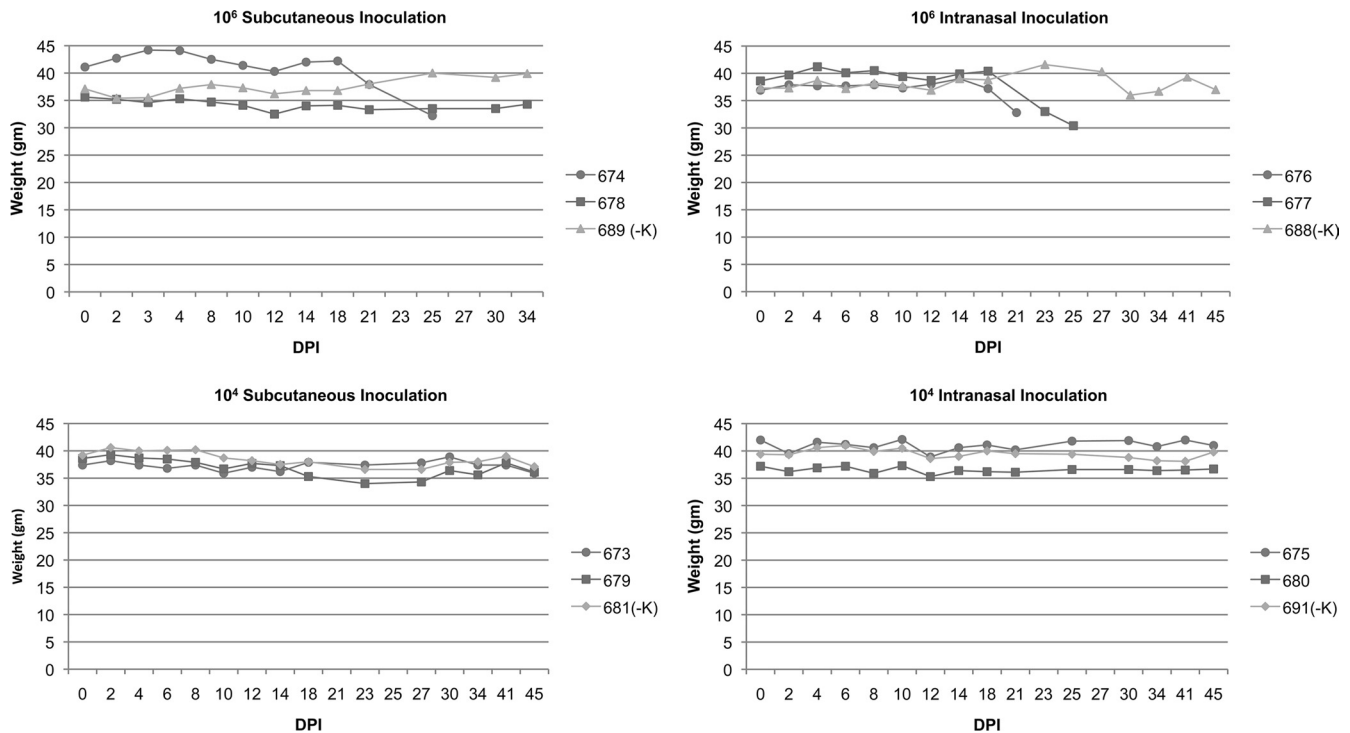 10⁶ Subcutaneous Inoculation
45
40
35
30
25
20
15
10
5
0
Weight (gm)
0 2 3 4 8 10 12 14 18 21 23 25 27 30 34
DPI
674
678
689 (-K)
10⁶ Intranasal Inoculation
45
40
35
30
25
20
15
10
5
0
Weight (gm)
0 2 4 6 8 10 12 14 18 21 23 25 27 30 34 41 45
DPI
676
677
688(-K)
10⁴ Subcutaneous Inoculation
45
40
35
30
25
20
15
10
5
0
Weight (gm)
0 2 4 6 8 10 12 14 18 23 27 30 34 41 45
DPI
673
679
681(-K)
10⁴ Intranasal Inoculation
45
40
35
30
25
20
15
10
5
0
Weight (gm)
0 2 4 6 8 10 12 14 18 21 25 27 30 34 41 45
DPI
675
680
691(-K)